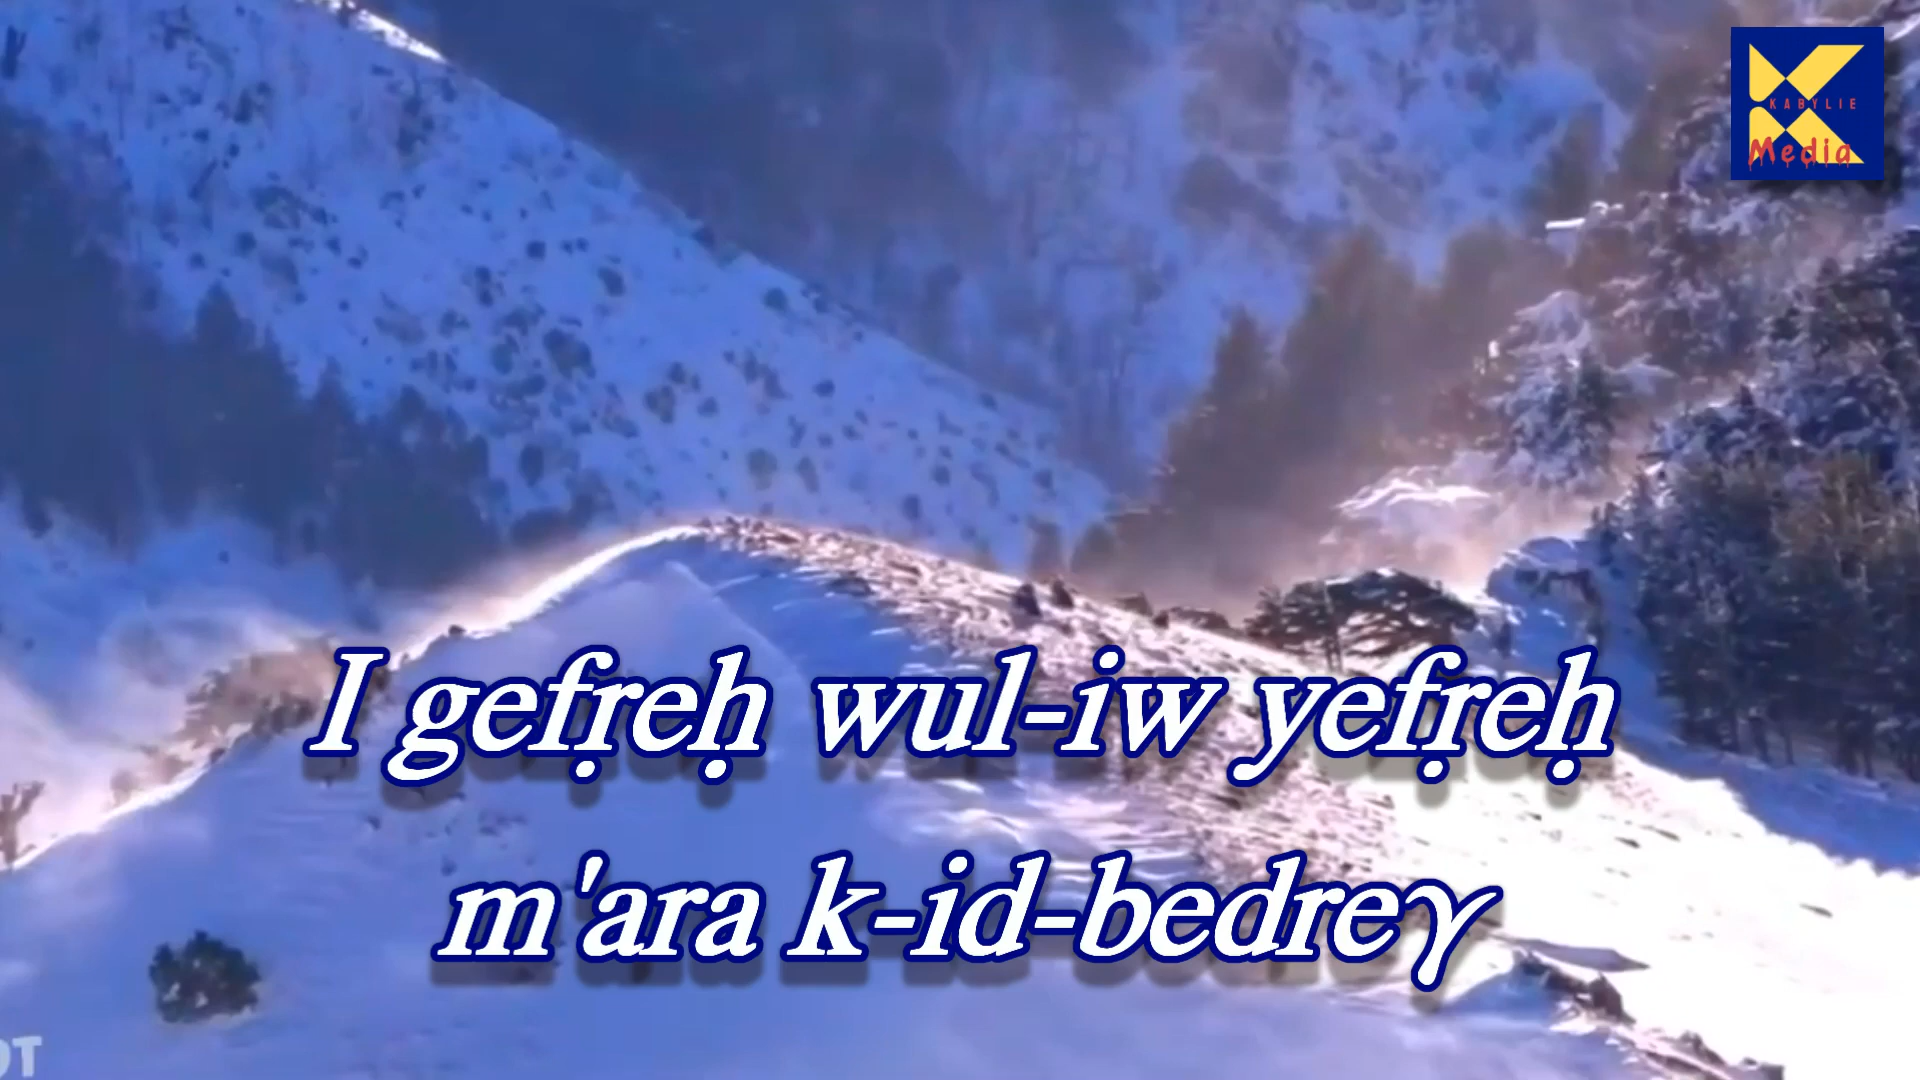 KABYLIE
Media
I gefṛeḥ wul-iw yefṛeḥ
m'ara k-id-bedreɣ